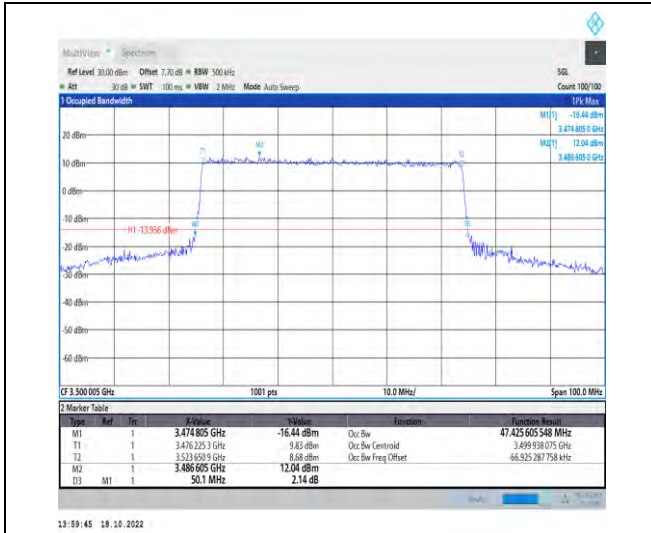 MultiView Spectrum
Ref Level 30.00 dBm Offset 7.70 dB RBW 500 kHz SGL
Att 30 dB SWT 100 ms VBW 2 MHz Mode Auto Sweep Count 100/100
1 Occupied Bandwidth 1Pk Max
M1[1] -16.44 dBm
3.474 805 0 GHz
M2[1] 12.04 dBm
3.486 605 0 GHz
20 dBm
M2
T1 T2
10 dBm
0 dBm
-10 dBm
H1 -13.956 dBm
M1 D3
-20 dBm
-30 dBm
-40 dBm
-50 dBm
-60 dBm
CF 3.500 005 GHz 1001 pts 10.0 MHz/ Span 100.0 MHz
2 Marker Table
Type Ref Trc X-Value Y-Value Function Function Result
M1 1 3.474 805 GHz -16.44 dBm Occ Bw 47.425 605 548 MHz
T1 1 3.476 225 3 GHz 9.83 dBm Occ Bw Centroid 3.499 938 075 GHz
T2 1 3.523 650 9 GHz 8.68 dBm Occ Bw Freq Offset -66.925 287 758 kHz
M2 1 3.486 605 GHz 12.04 dBm
D3 M1 1 50.1 MHz 2.14 dB
13:59:45 18.10.2022